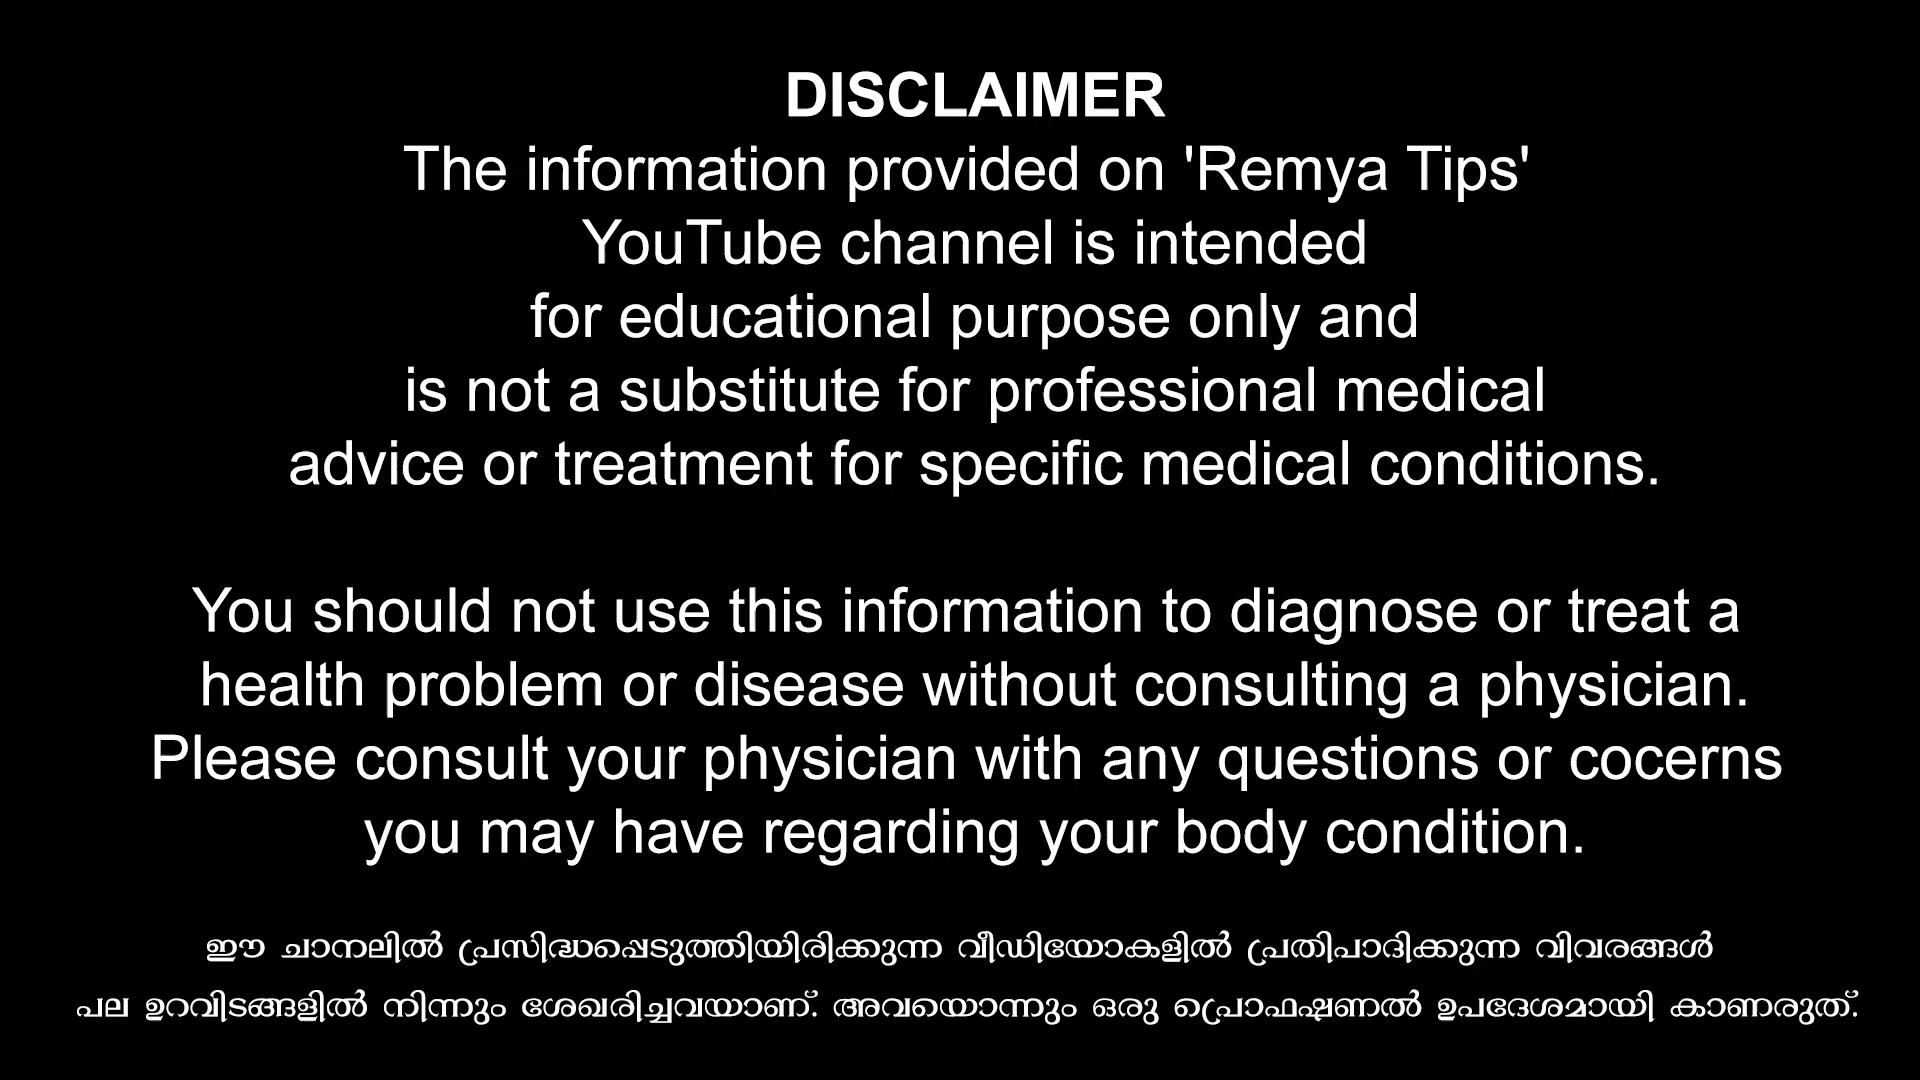 DISCLAIMER
The information provided on 'Remya Tips'
YouTube channel is intended
for educational purpose only and
is not a substitute for professional medical
advice or treatment for specific medical conditions.
You should not use this information to diagnose or treat a
health problem or disease without consulting a physician.
Please consult your physician with any questions or cocerns
you may have regarding your body condition.
ഈ ചാനലിൽ പ്രസിദ്ധപ്പെടുത്തിയിരിക്കുന്ന വീഡിയോകളിൽ പ്രതിപാദിക്കുന്ന വിവരങ്ങൾ
പല ഉറവിടങ്ങളിൽ നിന്നും ശേഖരിച്ചവയാണ്. അവയൊന്നും ഒരു പ്രൊഫഷണൽ ഉപദേശമായി കാണരുത്.